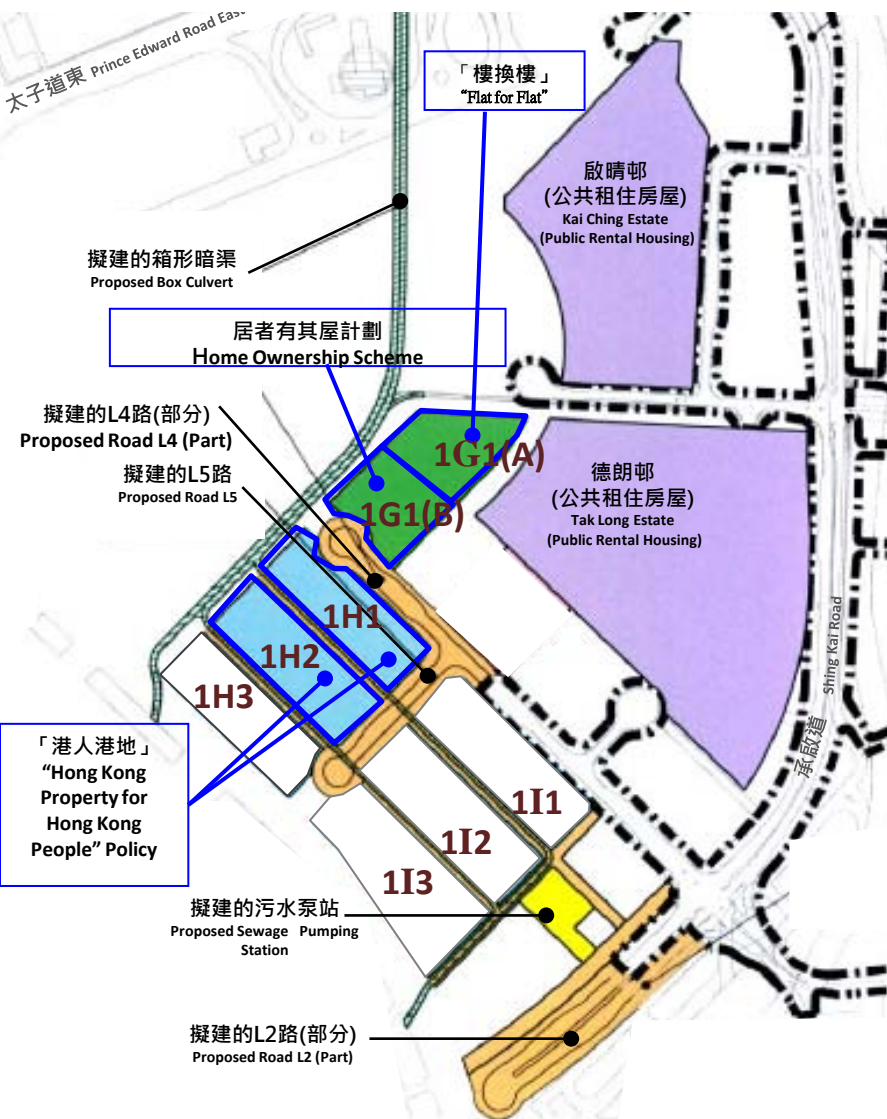 太子道東 Prince Edward Road East
「樓換樓」
“Flat for Flat”
啟晴邨
(公共租住房屋)
Kai Ching Estate
(Public Rental Housing)
擬建的箱形暗渠
Proposed Box Culvert
居者有其屋計劃
Home Ownership Scheme
擬建的L4路(部分)
Proposed Road L4 (Part)
擬建的L5路
Proposed Road L5
1G1(A)
1G1(B)
德朗邨
(公共租住房屋)
Tak Long Estate
(Public Rental Housing)
1H1
1H2
1H3
承啟道 Shing Kai Road
「港人港地」
“Hong Kong
Property for
Hong Kong
People” Policy
1I1
1I2
1I3
擬建的污水泵站
Proposed Sewage Pumping
Station
擬建的L2路(部分)
Proposed Road L2 (Part)